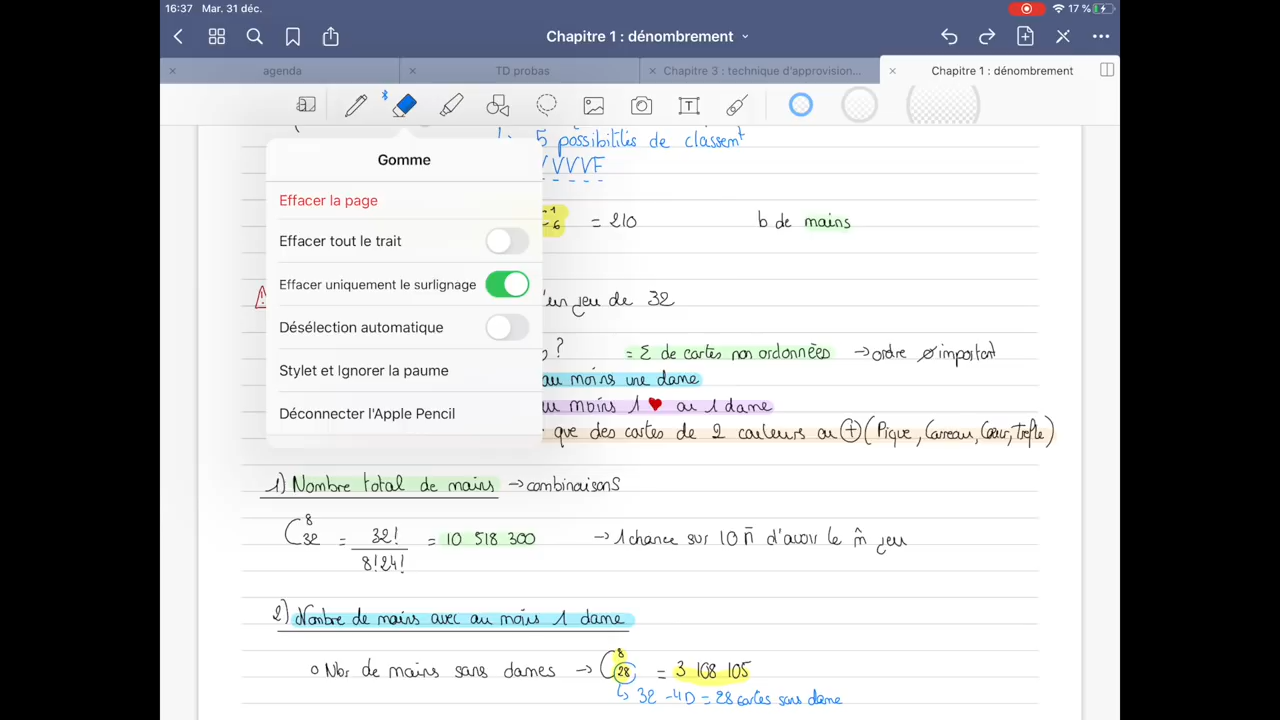 16:37 Mar. 31 déc. 17 %
Chapitre 1 : dénombrement
agenda TD probas Chapitre 3 : technique d'approvision... Chapitre 1 : dénombrement
5 possibilités de classemt
VVVF
Gomme
Effacer la page
Effacer tout le trait
Effacer uniquement le surlignage
Désélection automatique
Stylet et Ignorer la paume
Déconnecter l'Apple Pencil
= 210 b de mains
'un jeu de 32
? = Σ de cartes non ordonnées → ordre ø important
au moins une dame
moins 1 ♥ ou 1 dame
que des cartes de 2 couleurs ou + (Pique, Carreau, Cœur, Trèfle)
1) Nombre total de mains → combinaisons
C 8 32 = 32! / 8!24! = 10 518 300 → 1 chance sur 10 m̄ d'avoir le m̂ jeu
2) Nombre de mains avec au moins 1 dame
o Nbr de mains sans dames → C 8 28 = 3 108 105
↳ 32 - 4D = 28 cartes sans dame